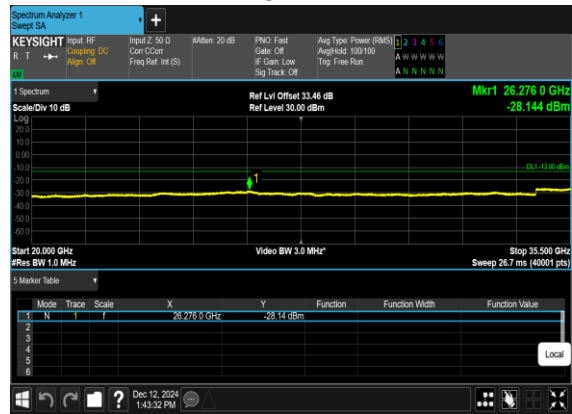 Spectrum Analyzer 1
Swept SA
+
KEYSIGHT Input: RF Input Z: 50 Ω #Atten: 20 dB PNO: Fast Avg Type: Power (RMS) 1 2 3 4 5 6
R T Coupling: DC Corr CCorr Gate: Off Avg|Hold: 100/100 A W W W W W
Align: Off Freq Ref: Int (S) IF Gain: Low Trig: Free Run
Sig Track: Off A N N N N N
1 Spectrum
Ref Lvl Offset 33.46 dB Mkr1 26.276 0 GHz
Scale/Div 10 dB Ref Level 30.00 dBm -28.144 dBm
Log
20.0
10.0
0.00
-10.0
DL1 -13.00 dBm
-20.0
1
-30.0
-40.0
-50.0
-60.0
Start 20.000 GHz Video BW 3.0 MHz* Stop 35.500 GHz
#Res BW 1.0 MHz Sweep 26.7 ms (40001 pts)
5 Marker Table
Mode Trace Scale X Y Function Function Width Function Value
1 N 1 f 26.276 0 GHz -28.14 dBm
2
3
4
5
6
Local
? Dec 12, 2024
1:43:32 PM